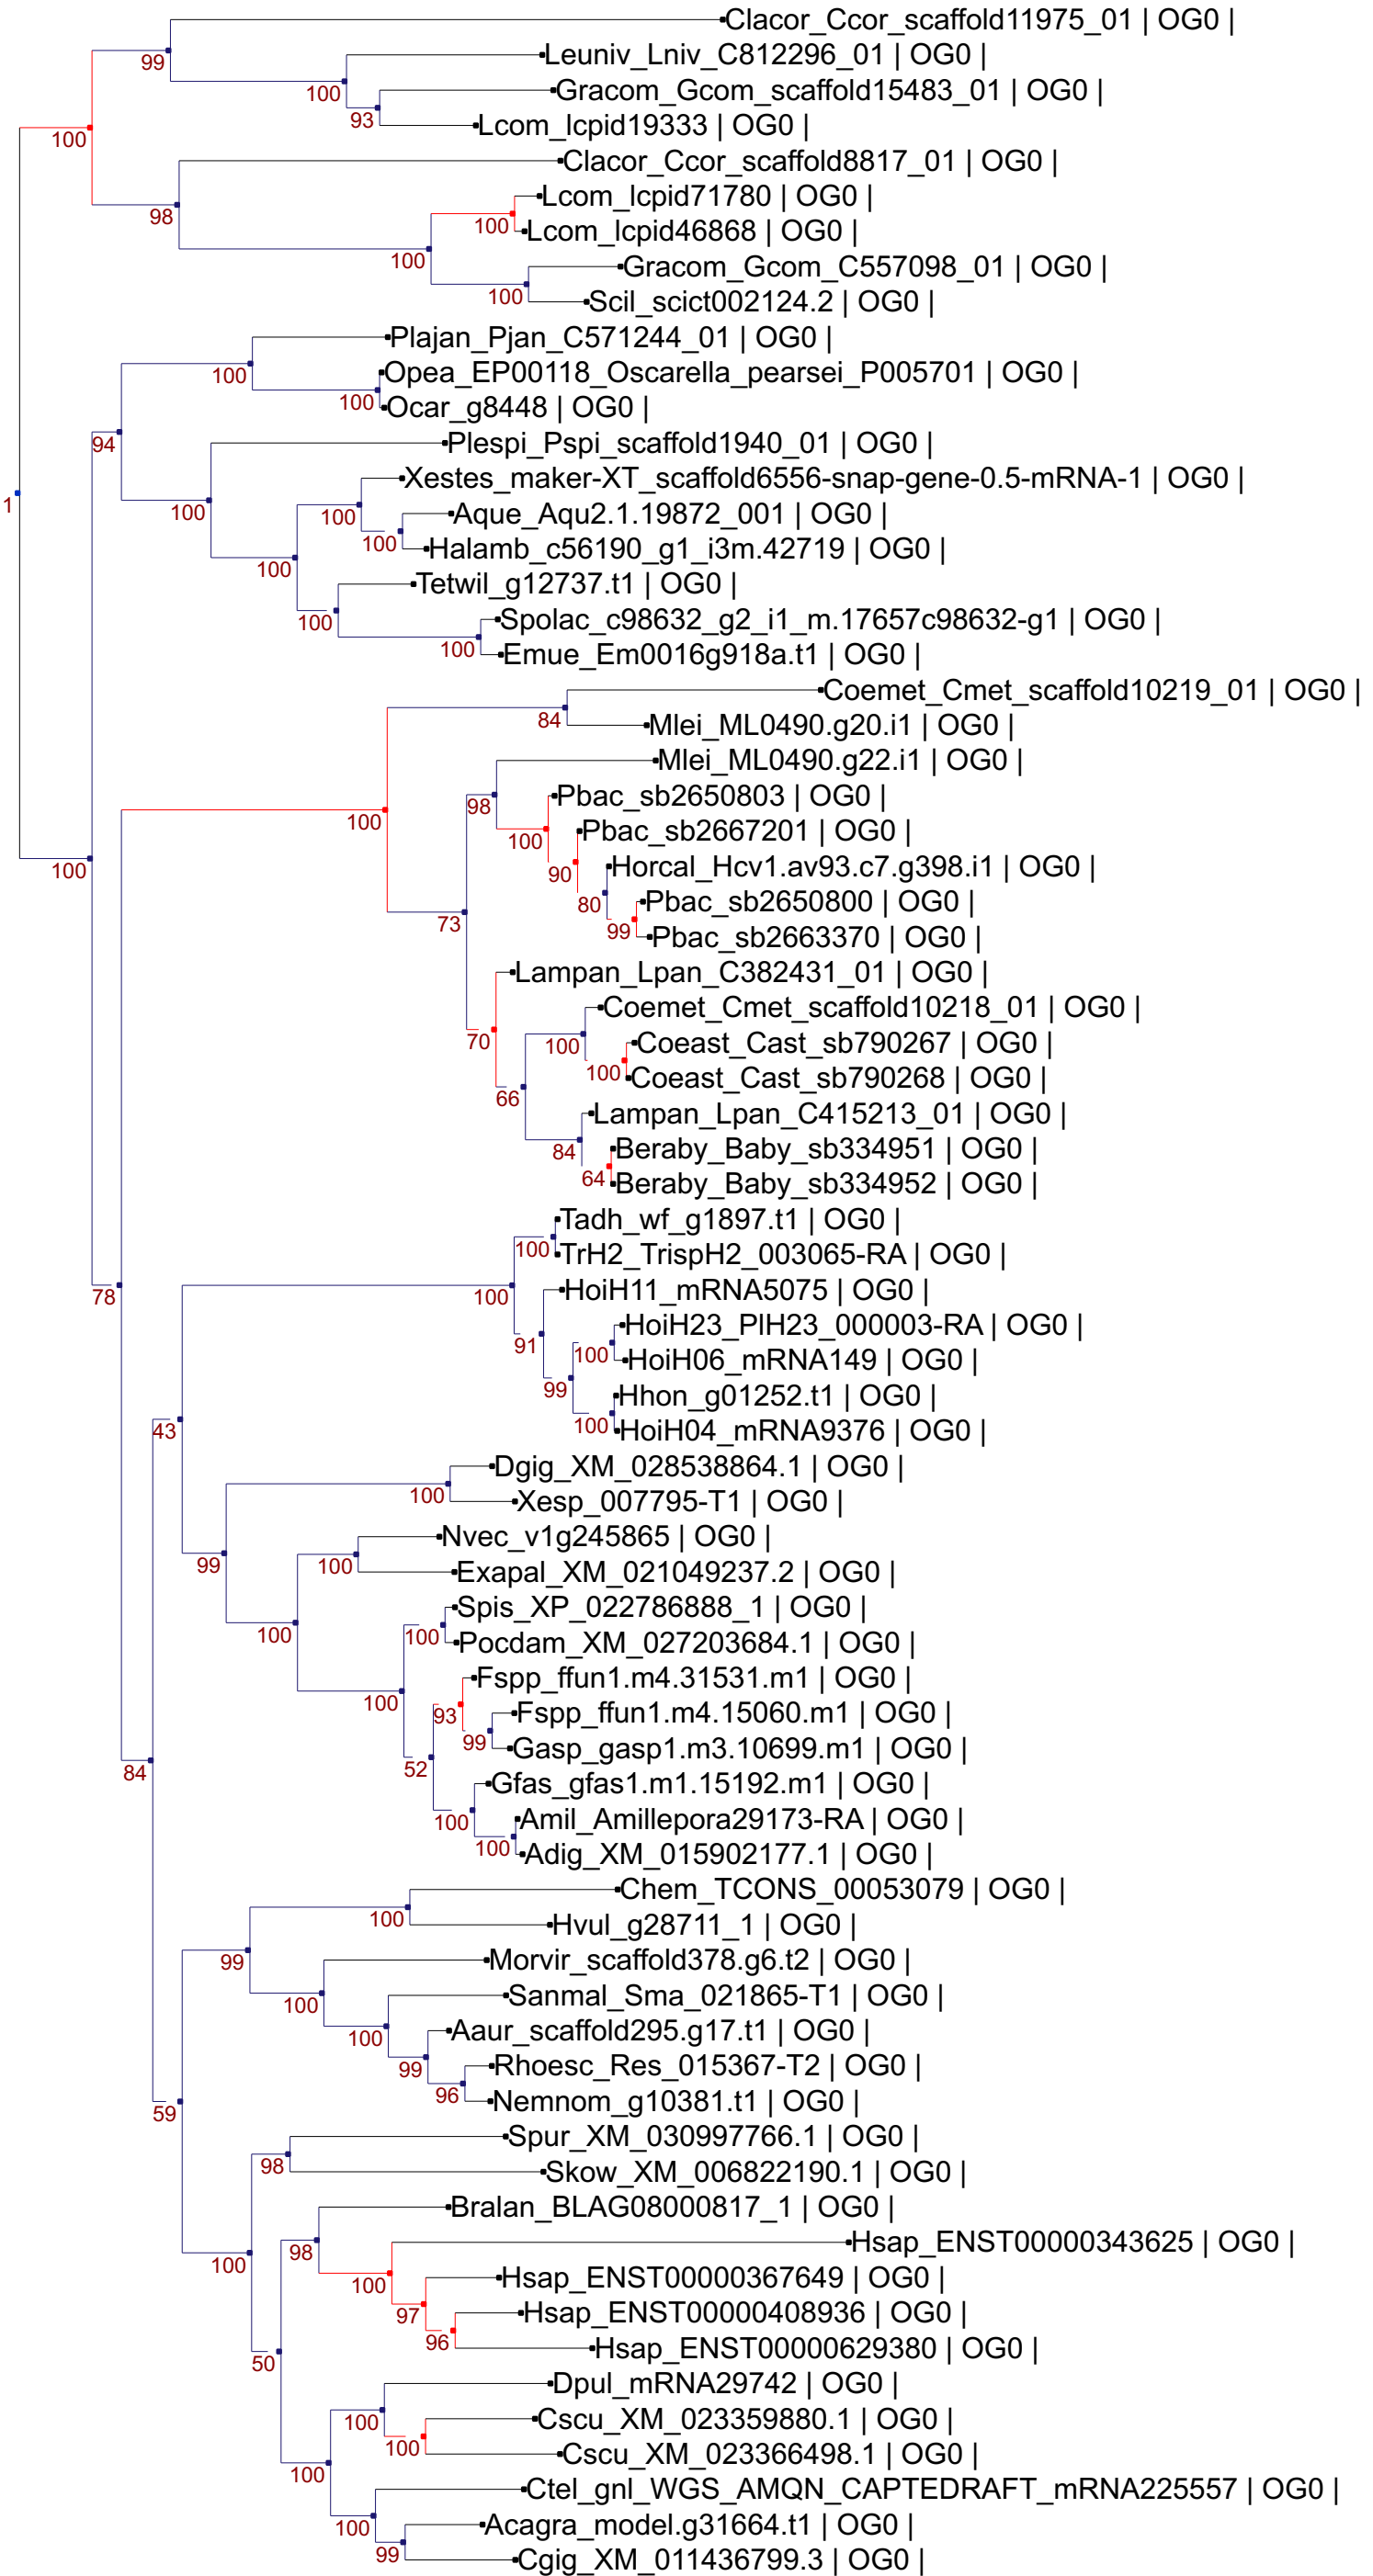 Clacor_Ccor_scaffold11975_01 | OG0 |
99
Leuniv_Lniv_C812296_01 | OG0 |
100
Gracom_Gcom_scaffold15483_01 | OG0 |
93
Lcom_lcpid19333 | OG0 |
100
Clacor_Ccor_scaffold8817_01 | OG0 |
98
Lcom_lcpid71780 | OG0 |
100
Lcom_lcpid46868 | OG0 |
100
Gracom_Gcom_C557098_01 | OG0 |
100
Scil_scict002124.2 | OG0 |
Plajan_Pjan_C571244_01 | OG0 |
100
Opea_EP00118_Oscarella_pearsei_P005701 | OG0 |
100
Ocar_g8448 | OG0 |
94
Plespi_Pspi_scaffold1940_01 | OG0 |
100
Xestes_maker-XT_scaffold6556-snap-gene-0.5-mRNA-1 | OG0 |
1
100
Aque_Aqu2.1.19872_001 | OG0 |
100
Halamb_c56190_g1_i3m.42719 | OG0 |
100
Tetwil_g12737.t1 | OG0 |
100
Spolac_c98632_g2_i1_m.17657c98632-g1 | OG0 |
100
Emue_Em0016g918a.t1 | OG0 |
Coemet_Cmet_scaffold10219_01 | OG0 |
84
Mlei_ML0490.g20.i1 | OG0 |
Mlei_ML0490.g22.i1 | OG0 |
98
Pbac_sb2650803 | OG0 |
100
100
Pbac_sb2667201 | OG0 |
100
90
Horcal_Hcv1.av93.c7.g398.i1 | OG0 |
80
Pbac_sb2650800 | OG0 |
73
99
Pbac_sb2663370 | OG0 |
Lampan_Lpan_C382431_01 | OG0 |
Coemet_Cmet_scaffold10218_01 | OG0 |
70
100
Coeast_Cast_sb790267 | OG0 |
100
Coeast_Cast_sb790268 | OG0 |
66
Lampan_Lpan_C415213_01 | OG0 |
84
Beraby_Baby_sb334951 | OG0 |
64
Beraby_Baby_sb334952 | OG0 |
Tadh_wf_g1897.t1 | OG0 |
100
TrH2_TrispH2_003065-RA | OG0 |
78
100
HoiH11_mRNA5075 | OG0 |
91
HoiH23_PlH23_000003-RA | OG0 |
100
HoiH06_mRNA149 | OG0 |
99
Hhon_g01252.t1 | OG0 |
43
100
HoiH04_mRNA9376 | OG0 |
Dgig_XM_028538864.1 | OG0 |
100
Xesp_007795-T1 | OG0 |
Nvec_v1g245865 | OG0 |
99
100
Exapal_XM_021049237.2 | OG0 |
Spis_XP_022786888_1 | OG0 |
100
100
Pocdam_XM_027203684.1 | OG0 |
Fspp_ffun1.m4.31531.m1 | OG0 |
100
93
Fspp_ffun1.m4.15060.m1 | OG0 |
99
Gasp_gasp1.m3.10699.m1 | OG0 |
84
52
Gfas_gfas1.m1.15192.m1 | OG0 |
100
Amil_Amillepora29173-RA | OG0 |
100
Adig_XM_015902177.1 | OG0 |
Chem_TCONS_00053079 | OG0 |
100
Hvul_g28711_1 | OG0 |
99
Morvir_scaffold378.g6.t2 | OG0 |
100
Sanmal_Sma_021865-T1 | OG0 |
100
Aaur_scaffold295.g17.t1 | OG0 |
99
Rhoesc_Res_015367-T2 | OG0 |
96
Nemnom_g10381.t1 | OG0 |
59
Spur_XM_030997766.1 | OG0 |
98
Skow_XM_006822190.1 | OG0 |
Bralan_BLAG08000817_1 | OG0 |
98
100
Hsap_ENST00000343625 | OG0 |
100
Hsap_ENST00000367649 | OG0 |
97
Hsap_ENST00000408936 | OG0 |
96
Hsap_ENST00000629380 | OG0 |
50
Dpul_mRNA29742 | OG0 |
100
Cscu_XM_023359880.1 | OG0 |
100
Cscu_XM_023366498.1 | OG0 |
100
Ctel_gnl_WGS_AMQN_CAPTEDRAFT_mRNA225557 | OG0 |
100
Acagra_model.g31664.t1 | OG0 |
99
Cgig_XM_011436799.3 | OG0 |